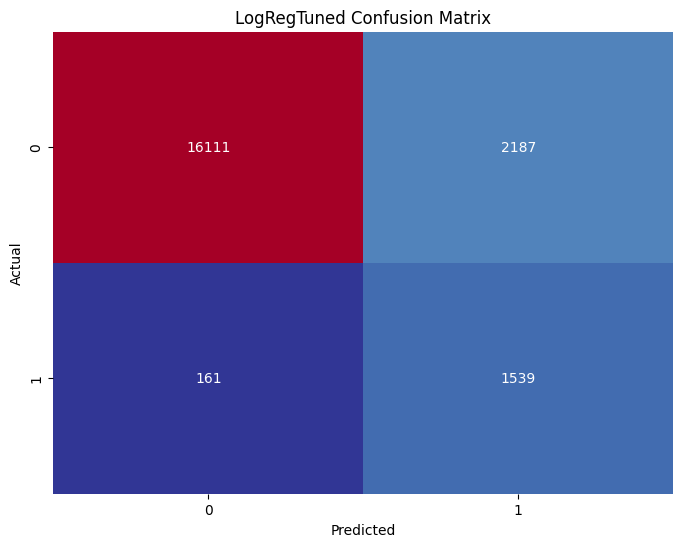 LogRegTuned Confusion Matrix
0
16111
2187
Actual
1
161
1539
0
1
Predicted